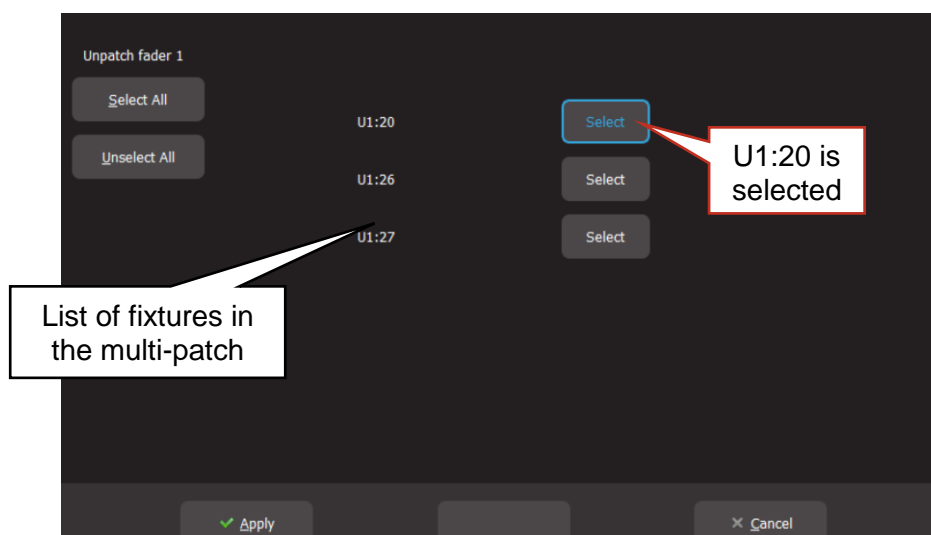 Unpatch fader 1
Select All
U1:20
Select
U1:20 is
selected
Unselect All
U1:26
Select
U1:27
Select
List of fixtures in
the multi-patch
Apply
Cancel